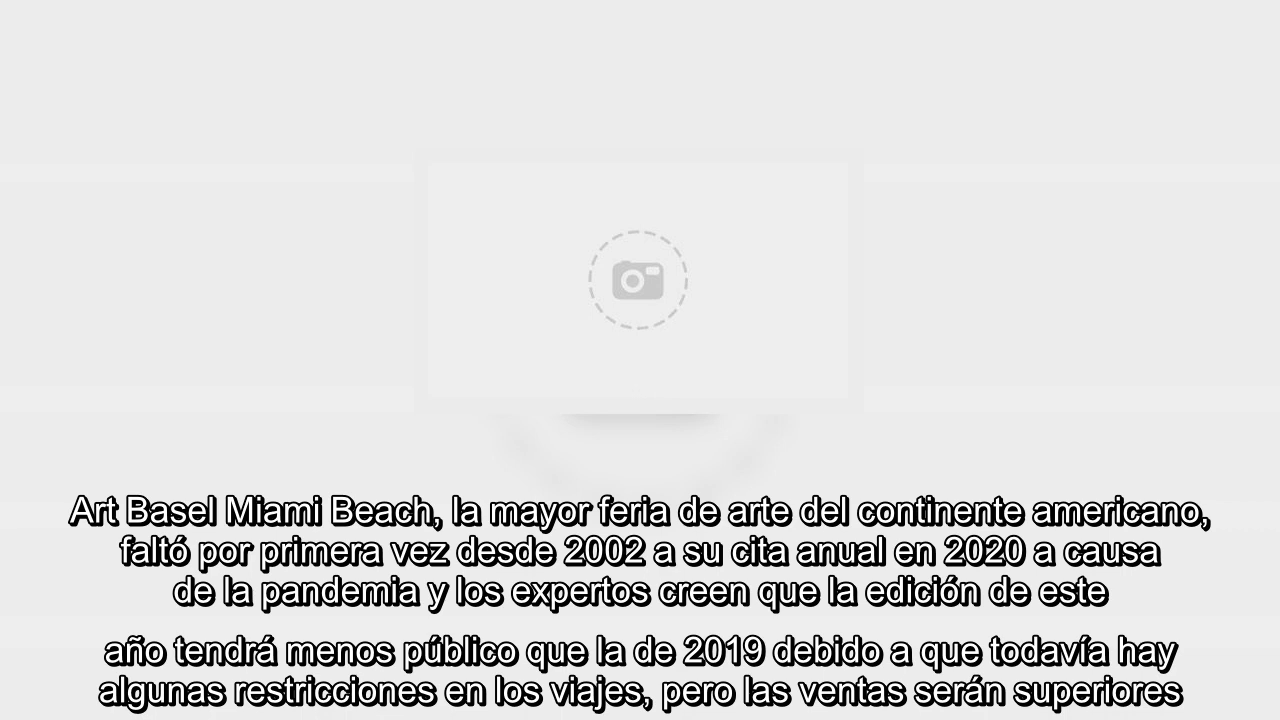 Art Basel Miami Beach, la mayor feria de arte del continente americano,
faltó por primera vez desde 2002 a su cita anual en 2020 a causa
de la pandemia y los expertos creen que la edición de este
año tendrá menos público que la de 2019 debido a que todavía hay
algunas restricciones en los viajes, pero las ventas serán superiores